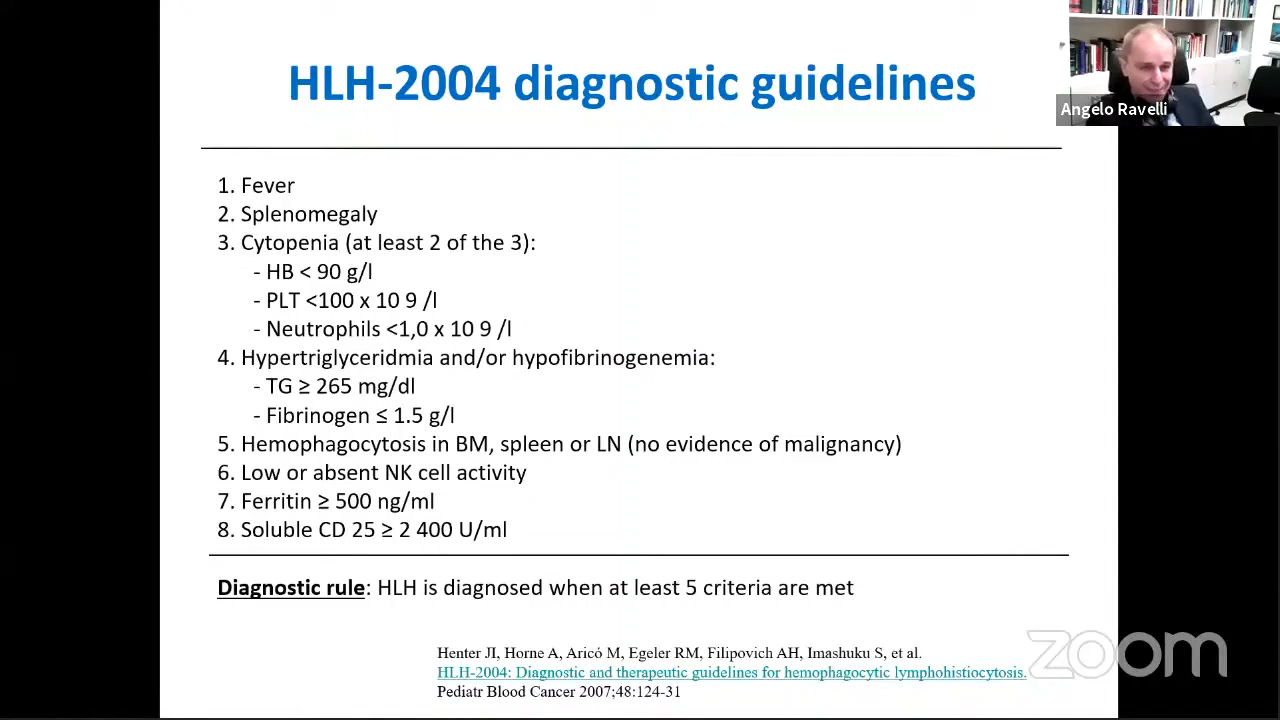 HLH-2004 diagnostic guidelines
Angelo Ravelli
1. Fever
2. Splenomegaly
3. Cytopenia (at least 2 of the 3):
- HB < 90 g/l
- PLT <100 x 10 9 /l
- Neutrophils <1,0 x 10 9 /l
4. Hypertriglyceridmia and/or hypofibrinogenemia:
- TG ≥ 265 mg/dl
- Fibrinogen ≤ 1.5 g/l
5. Hemophagocytosis in BM, spleen or LN (no evidence of malignancy)
6. Low or absent NK cell activity
7. Ferritin ≥ 500 ng/ml
8. Soluble CD 25 ≥ 2 400 U/ml
Diagnostic rule: HLH is diagnosed when at least 5 criteria are met
Henter JI, Horne A, Aricó M, Egeler RM, Filipovich AH, Imashuku S, et al.
HLH-2004: Diagnostic and therapeutic guidelines for hemophagocytic lymphohistiocytosis.
Pediatr Blood Cancer 2007;48:124-31
zoom